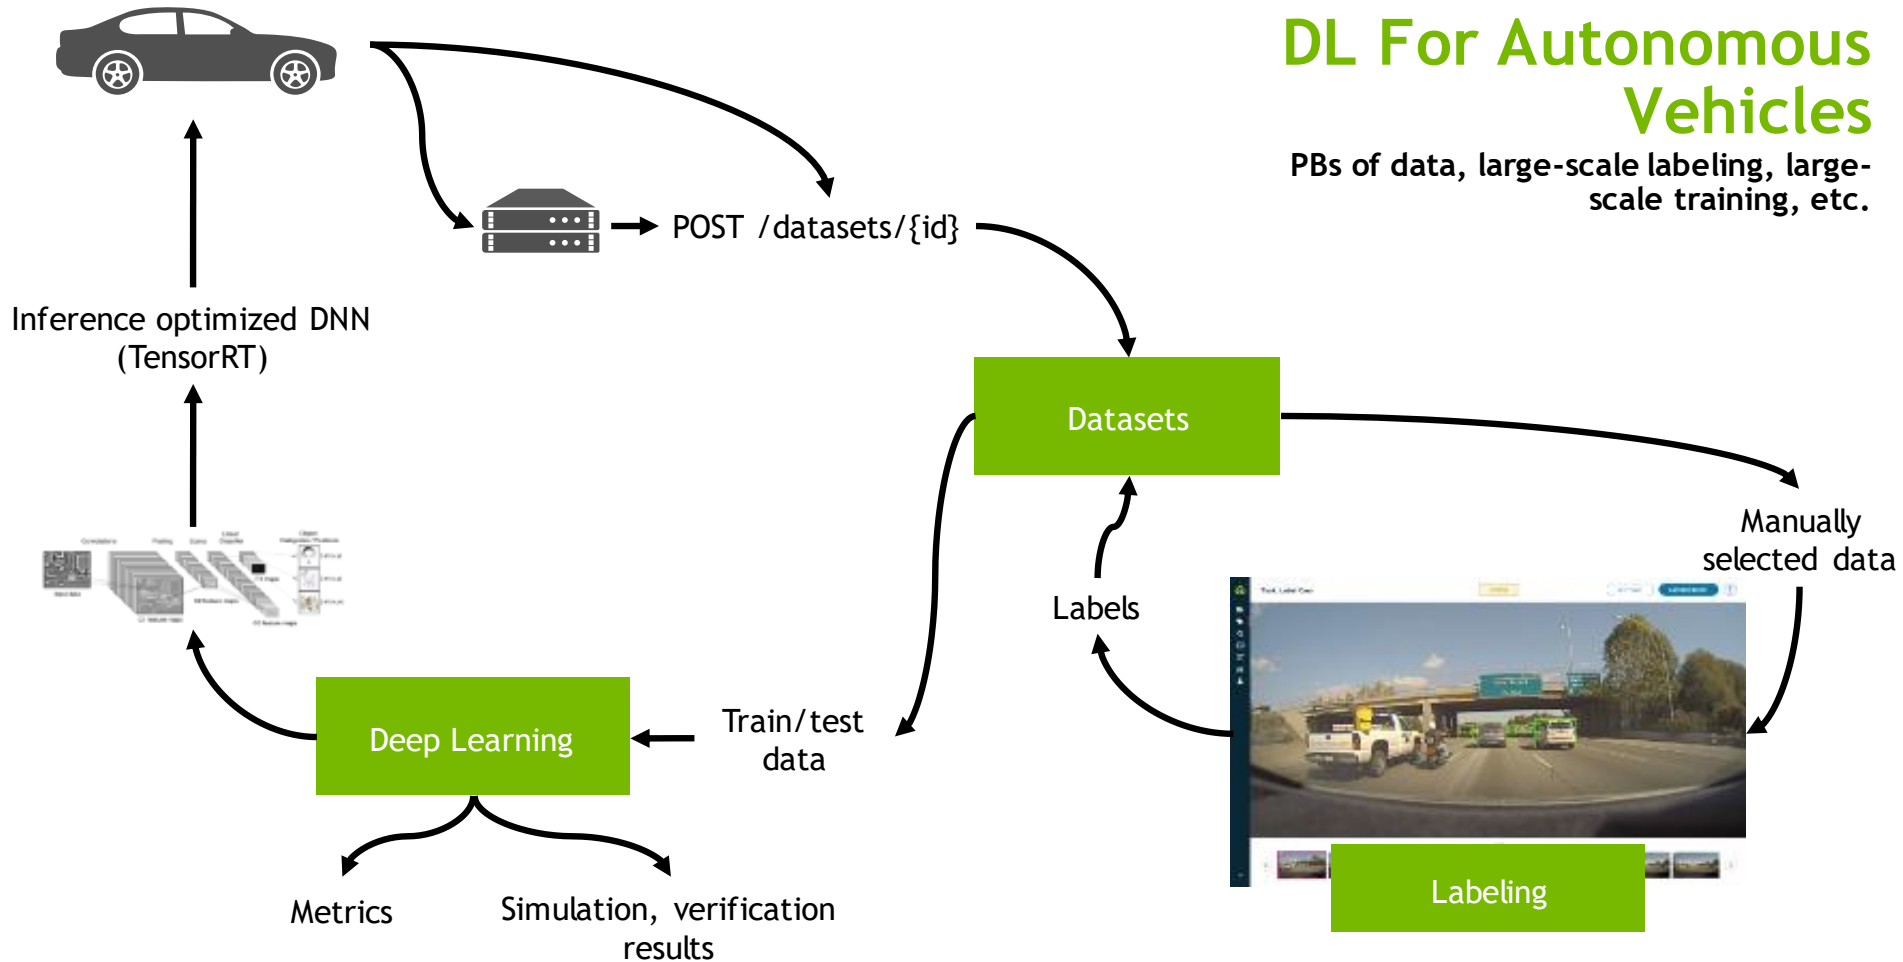 DL For Autonomous
Vehicles
PBs of data, large-scale labeling, large-
scale training, etc.
POST /datasets/{id}
Inference optimized DNN
(TensorRT)
Datasets
Manually
selected data
Labels
Train/test
data
Deep Learning
Metrics
Simulation, verification
results
Labeling